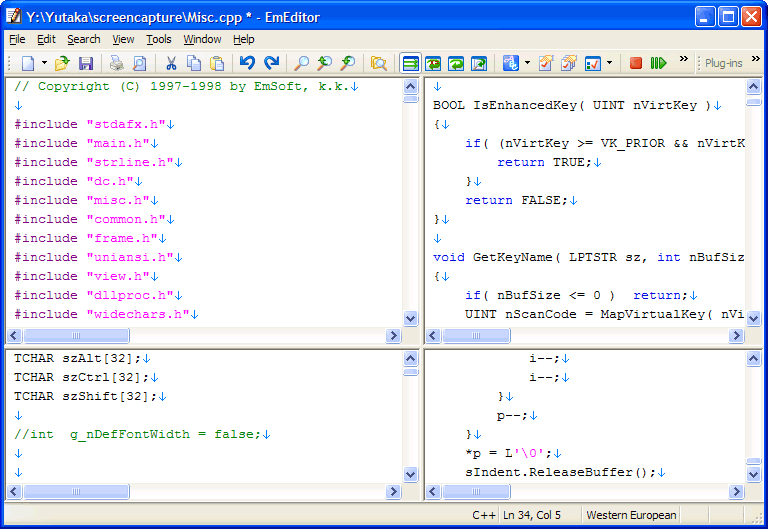 Y:\Yutaka\screencapture\Misc.cpp * - EmEditor
File Edit Search View Tools Window Help
Plug-ins
// Copyright (C) 1997-1998 by EmSoft, k.k.↓
↓
#include "stdafx.h"↓
#include "main.h"↓
#include "strline.h"↓
#include "dc.h"↓
#include "misc.h"↓
#include "common.h"↓
#include "frame.h"↓
#include "uniansi.h"↓
#include "view.h"↓
#include "dllproc.h"↓
#include "widechars.h"↓
↓
BOOL IsEnhancedKey( UINT nVirtKey )↓
{↓
if( (nVirtKey >= VK_PRIOR && nVirtK
return TRUE;↓
}↓
return FALSE;↓
}↓
↓
void GetKeyName( LPTSTR sz, int nBufSiz
{↓
if( nBufSize <= 0 )  return;↓
UINT nScanCode = MapVirtualKey( nVi
TCHAR szAlt[32];↓
TCHAR szCtrl[32];↓
TCHAR szShift[32];↓
↓
//int  g_nDefFontWidth = false;↓
↓
↓
i--;↓
i--;↓
}↓
p--;↓
}↓
*p = L'\0';↓
sIndent.ReleaseBuffer();↓
C++ Ln 34, Col 5 Western European